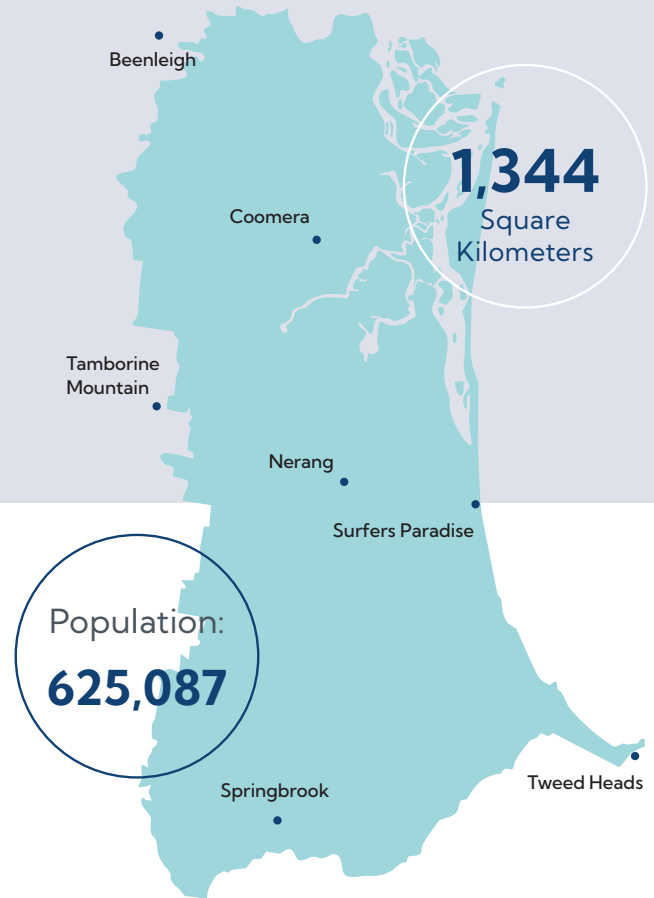 Beenleigh
1,344
Square
Kilometers
Coomera
Tamborine
Mountain
Nerang
Surfers Paradise
Population:
625,087
Tweed Heads
Springbrook